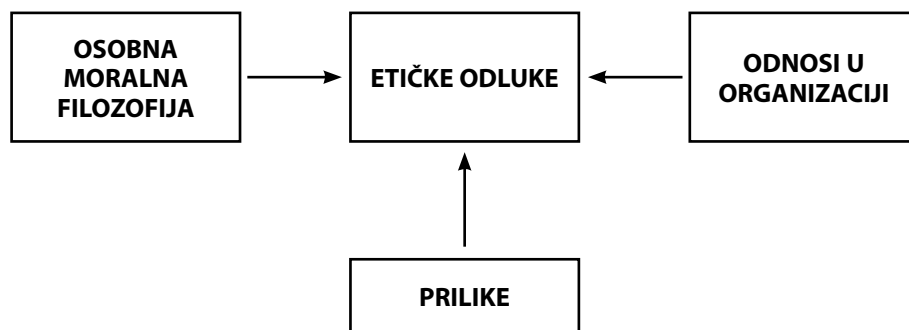 OSOBNA
MORALNA
FILOZOFIJA
ETIČKE ODLUKE
ODNOSI U
ORGANIZACIJI
PRILIKE